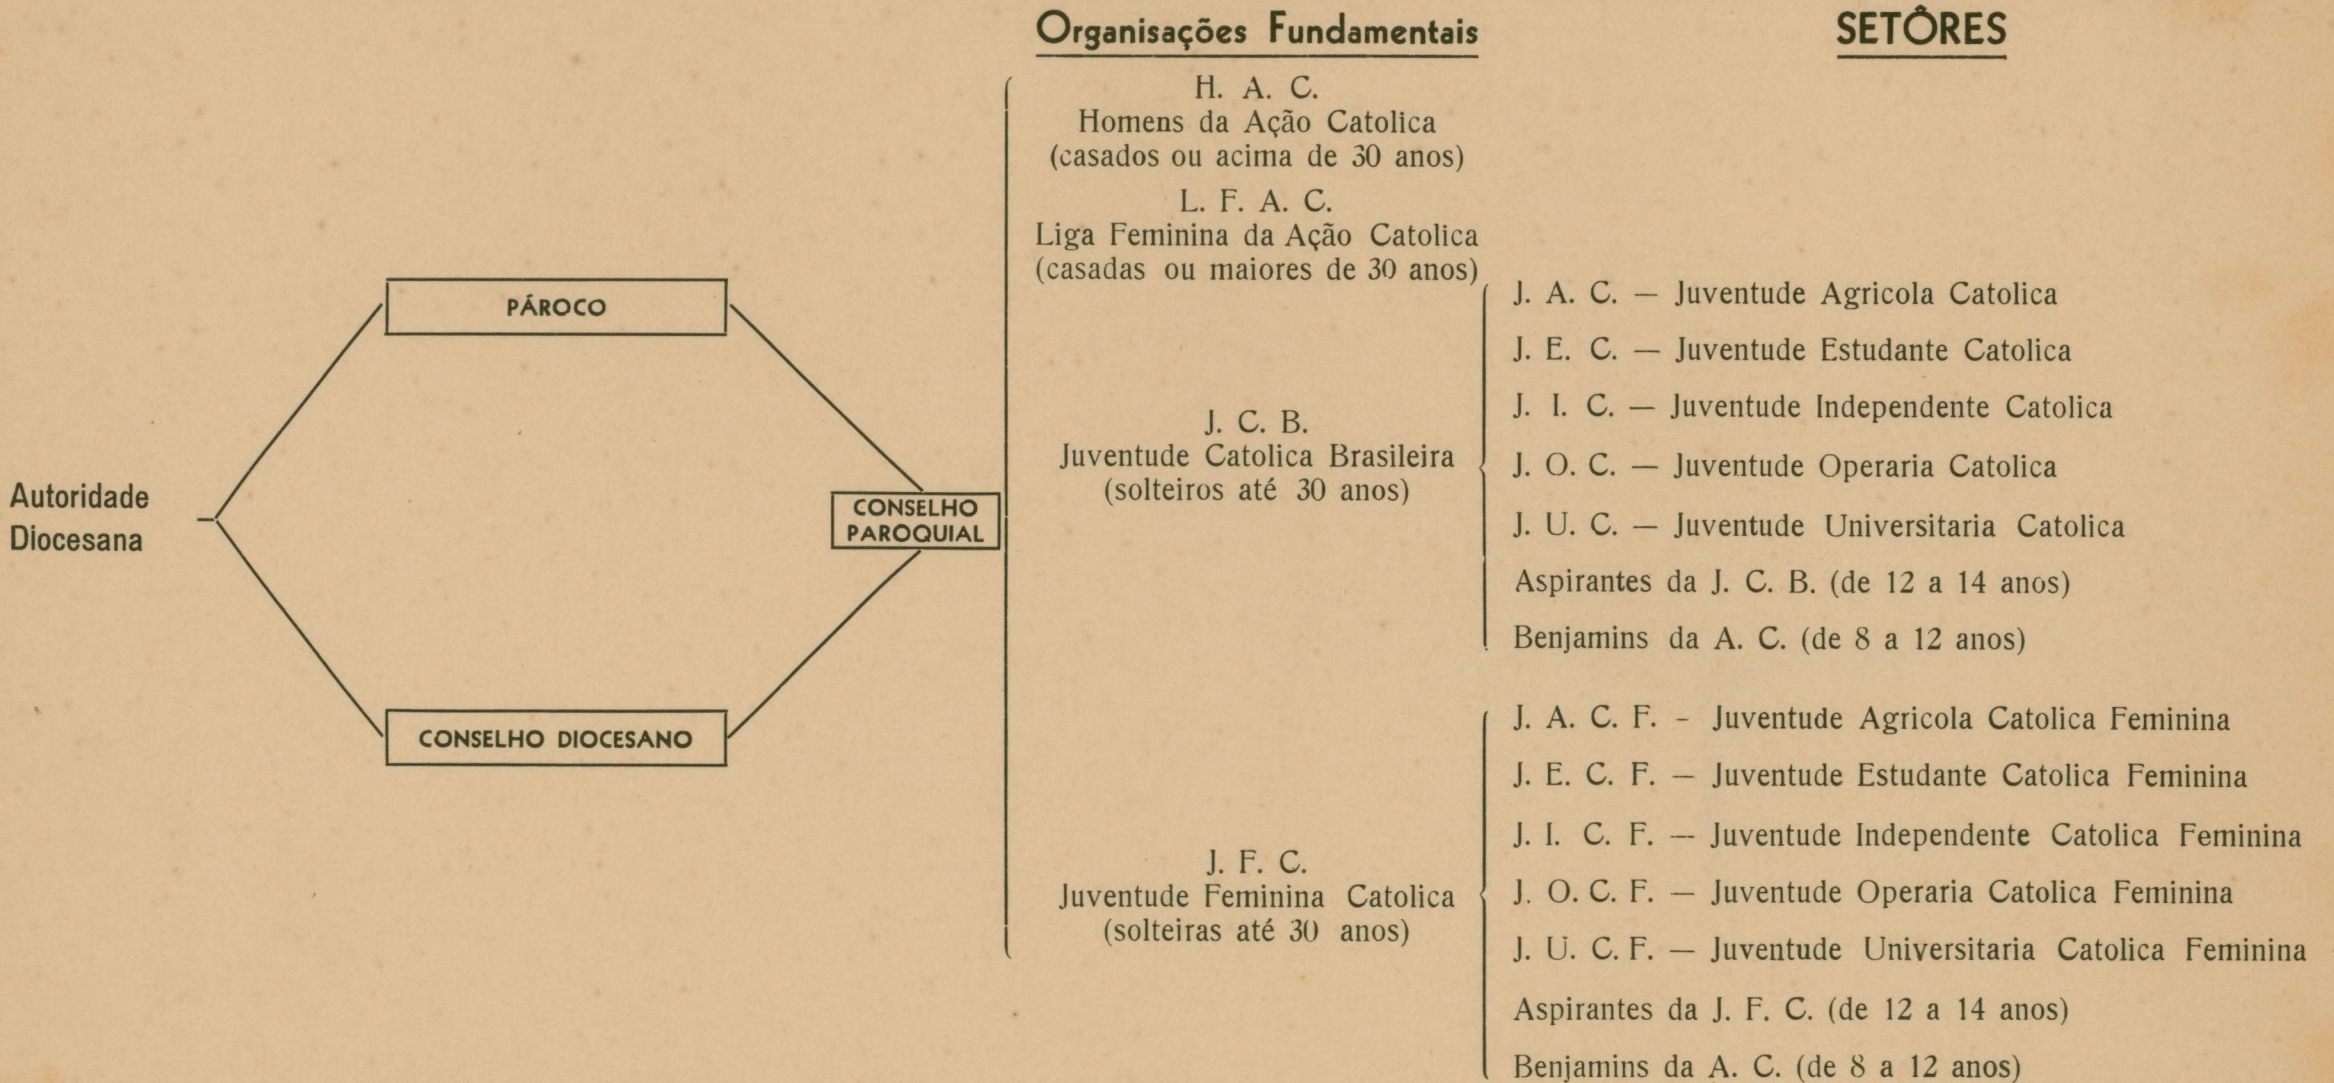 Organisações Fundamentais
SETÔRES
Autoridade
Diocesana
PÁROCO
CONSELHO DIOCESANO
CONSELHO
PAROQUIAL
H. A. C.
Homens da Ação Catolica
(casados ou acima de 30 anos)
L. F. A. C.
Liga Feminina da Ação Catolica
(casadas ou maiores de 30 anos)
J. C. B.
Juventude Catolica Brasileira
(solteiros até 30 anos)
J. A. C. — Juventude Agricola Catolica
J. E. C. — Juventude Estudante Catolica
J. I. C. — Juventude Independente Catolica
J. O. C. — Juventude Operaria Catolica
J. U. C. — Juventude Universitaria Catolica
Aspirantes da J. C. B. (de 12 a 14 anos)
Benjamins da A. C. (de 8 a 12 anos)
J. F. C.
Juventude Feminina Catolica
(solteiras até 30 anos)
J. A. C. F. - Juventude Agricola Catolica Feminina
J. E. C. F. — Juventude Estudante Catolica Feminina
J. I. C. F. — Juventude Independente Catolica Feminina
J. O. C. F. — Juventude Operaria Catolica Feminina
J. U. C. F. — Juventude Universitaria Catolica Feminina
Aspirantes da J. F. C. (de 12 a 14 anos)
Benjamins da A. C. (de 8 a 12 anos)